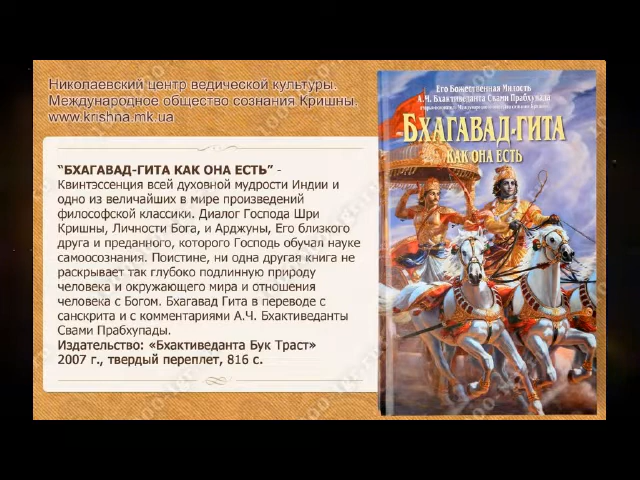 Николаевский центр ведической культуры.
Международное общество сознания Кришны.
www.krishna.mk.ua
"БХАГАВАД-ГИТА КАК ОНА ЕСТЬ" -
Квинтэссенция всей духовной мудрости Индии и
одно из величайших в мире произведений
философской классики. Диалог Господа Шри
Кришны, Личности Бога, и Арджуны, Его близкого
друга и преданного, которого Господь обучал науке
самоосознания. Поистине, ни одна другая книга не
раскрывает так глубоко подлинную природу
человека и окружающего мира и отношения
человека с Богом. Бхагавад Гита в переводе с
санскрита и с комментариями А.Ч. Бхактиведанты
Свами Прабхупады.
Издательство: «Бхактиведанта Бук Траст»
2007 г., твердый переплет, 816 с.
Его Божественная Милость
А.Ч. Бхактиведанта Свами Прабхупада
БХАГАВАД-ГИТА
КАК ОНА ЕСТЬ